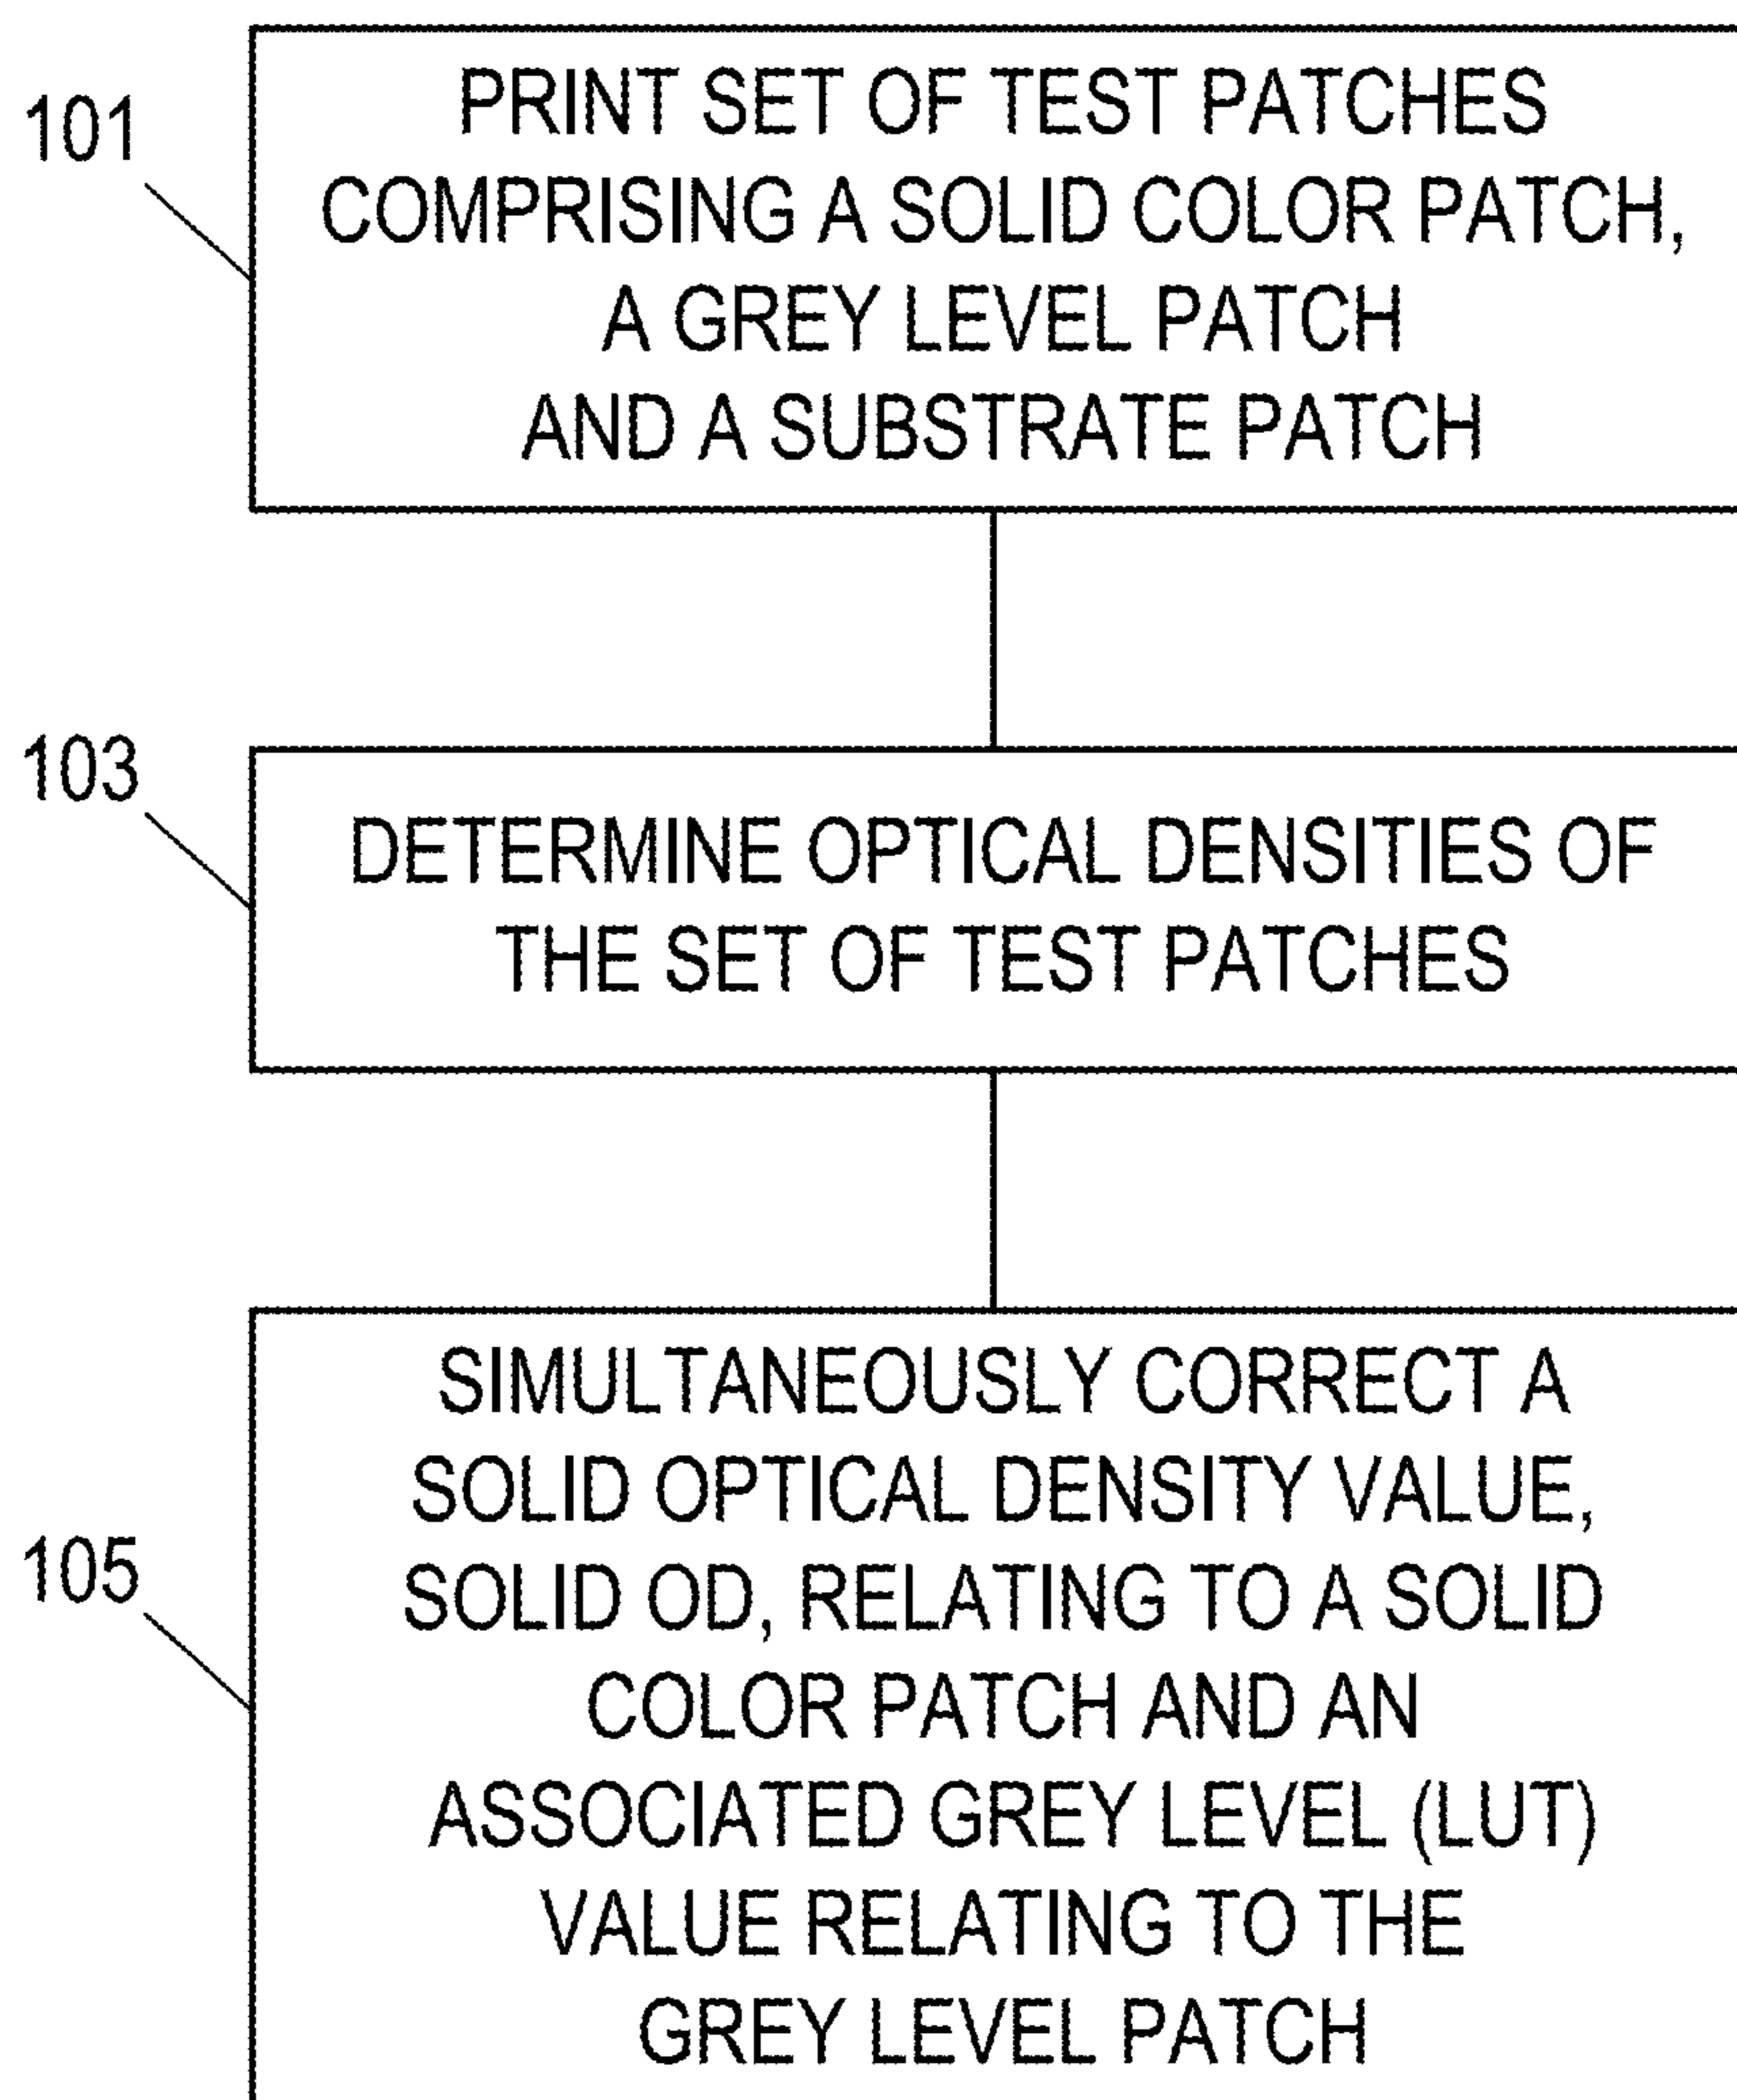 101
PRINT SET OF TEST PATCHES
COMPRISING A SOLID COLOR PATCH,
A GREY LEVEL PATCH
AND A SUBSTRATE PATCH
103
DETERMINE OPTICAL DENSITIES OF
THE SET OF TEST PATCHES
105
SIMULTANEOUSLY CORRECT A
SOLID OPTICAL DENSITY VALUE,
SOLID OD, RELATING TO A SOLID
COLOR PATCH AND AN
ASSOCIATED GREY LEVEL (LUT)
VALUE RELATING TO THE
GREY LEVEL PATCH